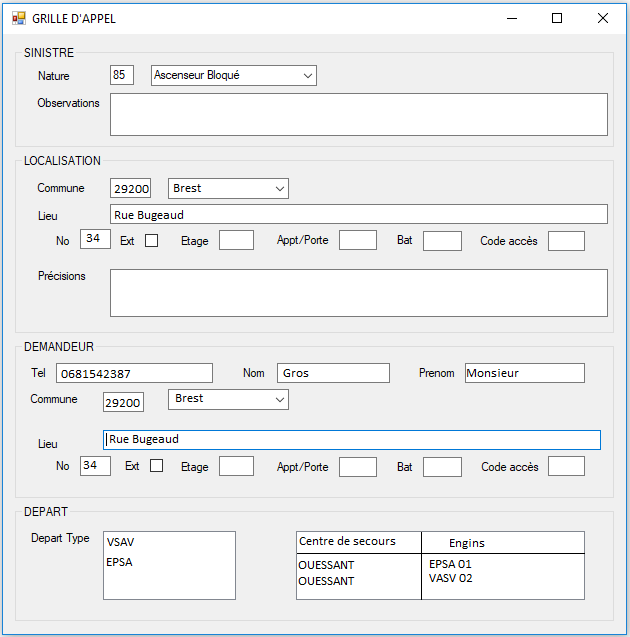 GRILLE D'APPEL
SINISTRE
Nature 85 Ascenseur Bloqué
Observations
LOCALISATION
Commune 29200 Brest
Lieu Rue Bugeaud
No 34 Ext Etage Appt/Porte Bat Code accès
Précisions
DEMANDEUR
Tel 0681542387 Nom Gros Prenom Monsieur
Commune 29200 Brest
Lieu Rue Bugeaud
No 34 Ext Etage Appt/Porte Bat Code accès
DEPART
Depart Type VSAV Centre de secours Engins
EPSA OUESSANT EPSA 01
OUESSANT VASV 02